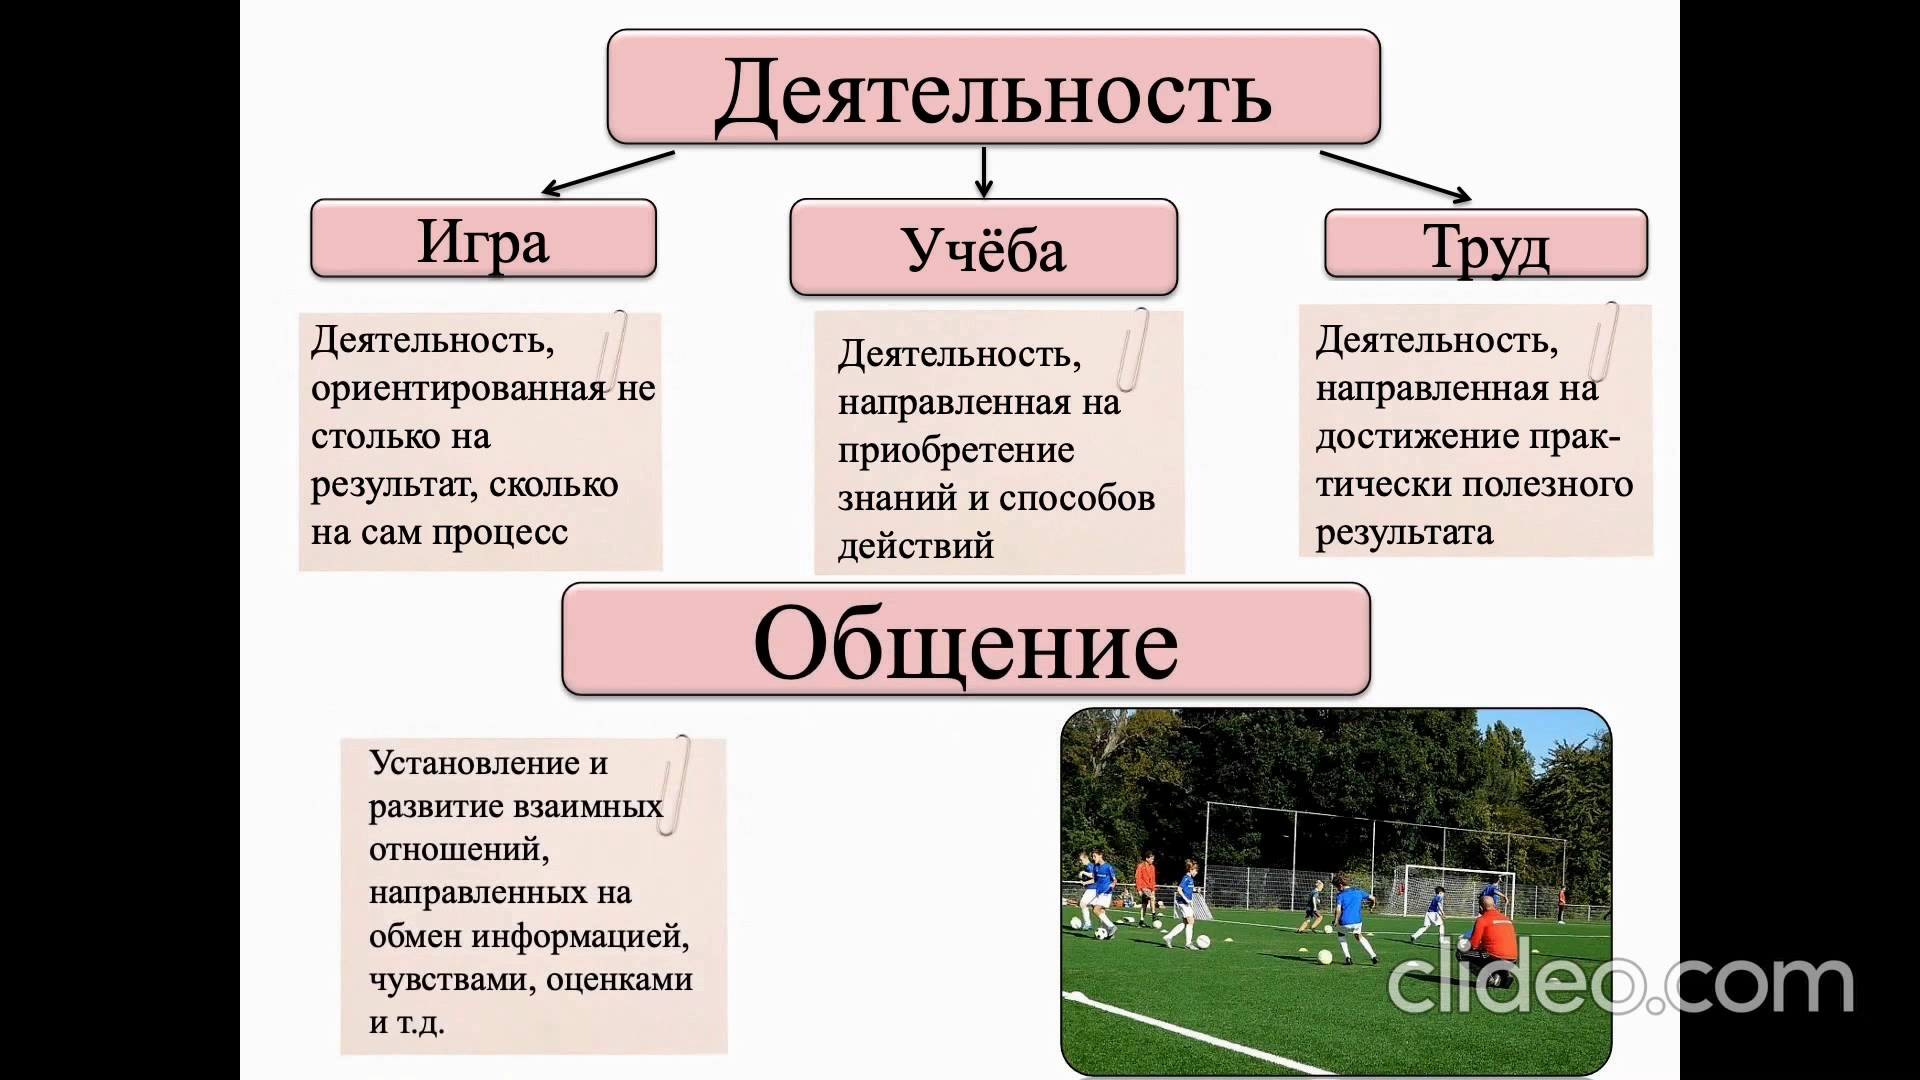 Деятельность
Игра
Учёба
Труд
Деятельность,
ориентированная не
столько на
результат, сколько
на сам процесс
Деятельность,
направленная на
приобретение
знаний и способов
действий
Деятельность,
направленная на
достижение прак-
тически полезного
результата
Общение
Установление и
развитие взаимных
отношений,
направленных на
обмен информацией,
чувствами, оценками
и т.д.
clideo.com